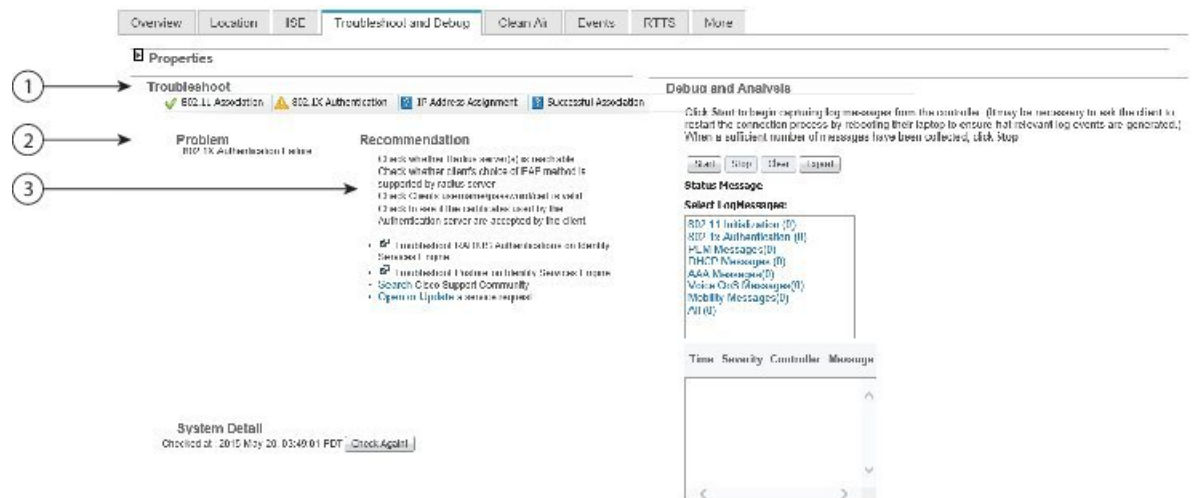 Overview Location ISE Troubleshoot and Debug Clean Air Events RTTS More
Properties
1
Troubleshoot
802.11 Association 802.1X Authentication IP Address Assignment Successful Association
2
Problem
802.1X Authentication Failure
3
Recommendation
Check whether Radius server(s) is reachable
Check whether client's choice of EAP method is
supported by radius server
Check Clients username/password/cert is valid
Check to see if the certificates used by the
Authentication server are accepted by the client
Troubleshoot RADIUS Authentications on Identity
Services Engine
Troubleshoot Posture on Identity Services Engine
Search Cisco Support Community
Open or Update a service request
System Detail
Checked at : 2015 May 20, 03:49:01 PDT Check Again!
Debug and Analysis
Click Start to begin capturing log messages from the controller. (It may be necessary to ask the client to
restart the connection process by rebooting their laptop to ensure that relevant log events are generated.)
When a sufficient number of messages have been collected, click Stop
Start Stop Clear Export
Status Message
Select LogMessages:
802.11 Initialization (0)
802.1x Authentication (0)
PEM Messages(0)
DHCP Messages (0)
AAA Messages(0)
Voice QoS Messages(0)
Mobility Messages(0)
All (0)
Time Severity Controller Message